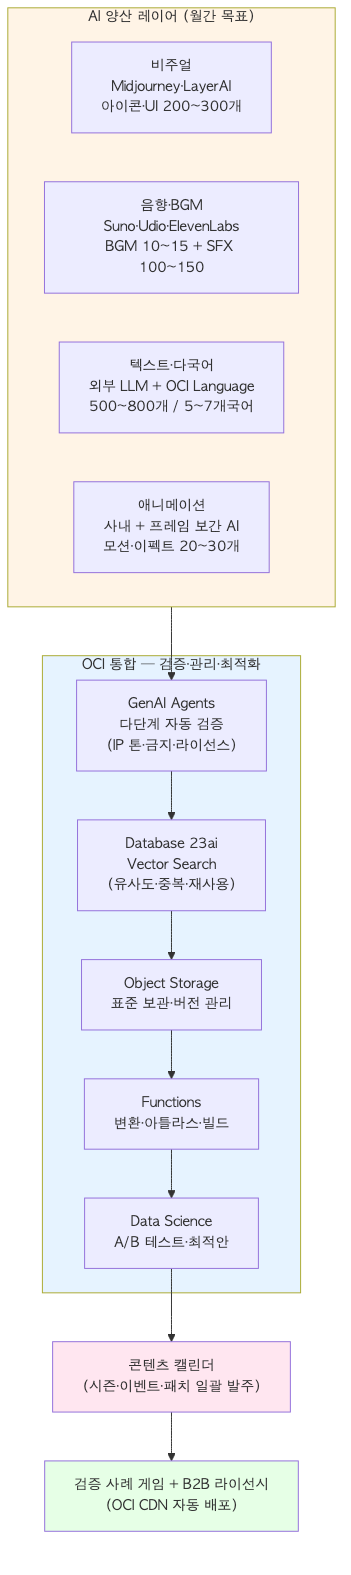 AI 양산 레이어 (월간 목표)
비주얼
Midjourney·LayerAI
아이콘·UI 200~300개
음향·BGM
Suno·Udio·ElevenLabs
BGM 10~15 + SFX
100~150
텍스트·다국어
외부 LLM + OCI Language
500~800개 / 5~7개국어
애니메이션
사내 + 프레임 보간 AI
모션·이펙트 20~30개
OCI 통합 — 검증·관리·최적화
GenAI Agents
다단계 자동 검증
(IP 톤·금지·라이선스)
Database 23ai
Vector Search
(유사도·중복·재사용)
Object Storage
표준 보관·버전 관리
Functions
변환·아틀라스·빌드
Data Science
A/B 테스트·최적안
콘텐츠 캘린더
(시즌·이벤트·패치 일괄 발주)
검증 사례 게임 + B2B 라이선시
(OCI CDN 자동 배포)